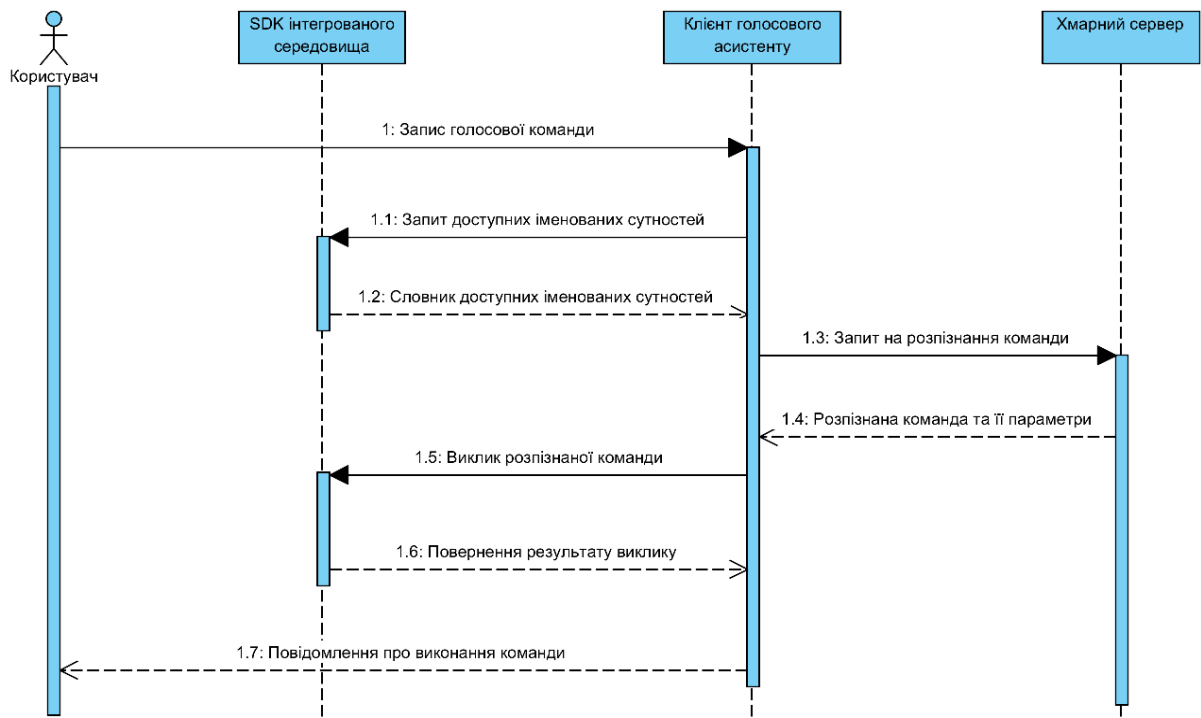 Користувач
SDK інтегрованого
середовища
Клієнт голосового
асистенту
Хмарний сервер
1: Запис голосової команди
1.1: Запит доступних іменованих сутностей
1.2: Словник доступних іменованих сутностей
1.3: Запит на розпізнання команди
1.4: Розпізнана команда та її параметри
1.5: Виклик розпізнаної команди
1.6: Повернення результату виклику
1.7: Повідомлення про виконання команди